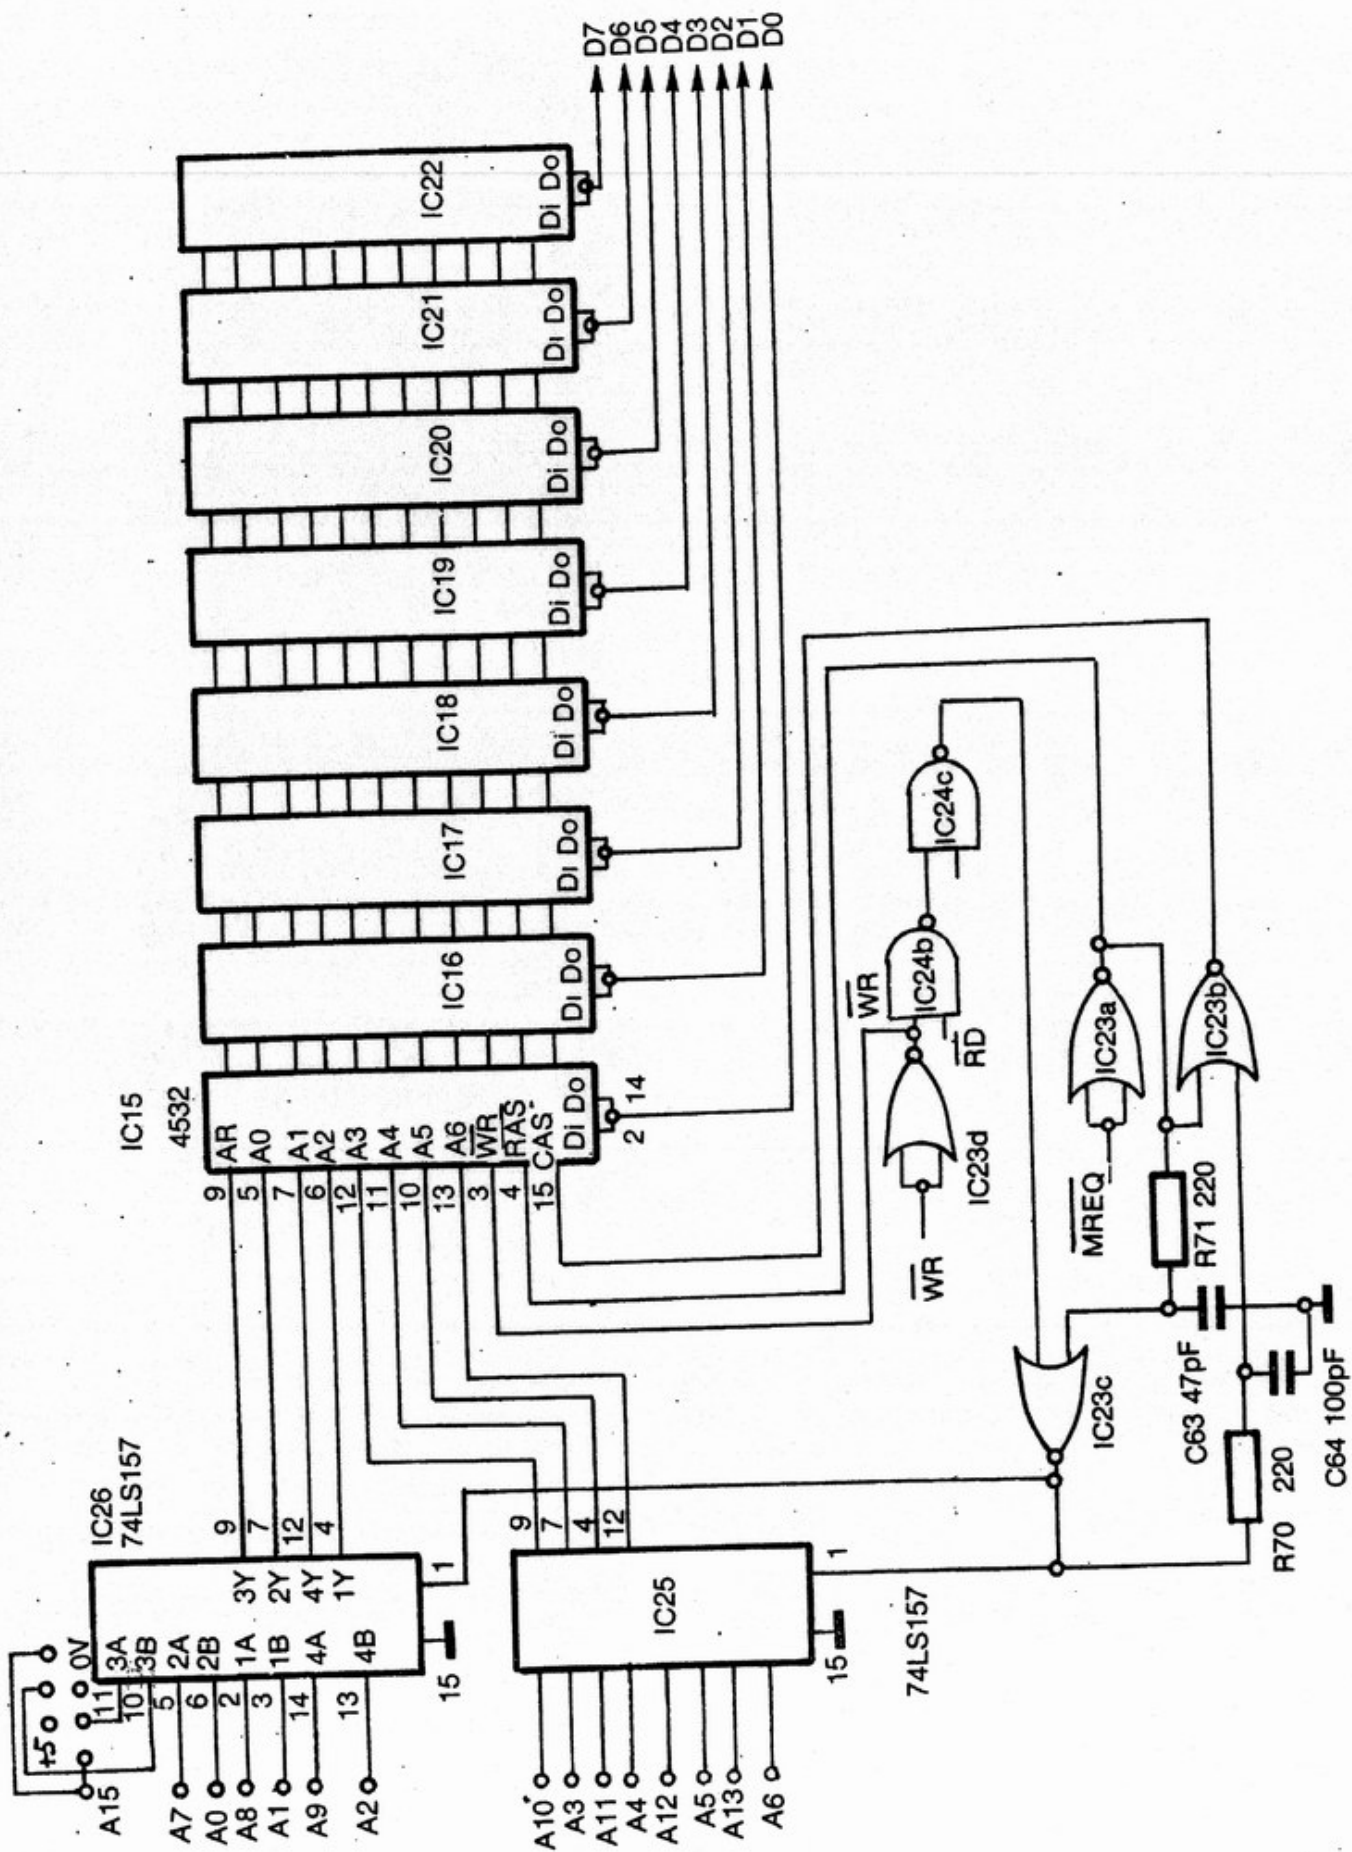 D7
D6
D5
D4
D3
D2
D1
D0
IC22
Di Do
IC21
Di Do
IC20
Di Do
IC19
Di Do
IC18
Di Do
IC17
Di Do
IC16
Di Do
IC15
4532
AR
A0
A1
A2
A3
A4
A5
A6
WR
RAS
CAS
Di Do
2
14
9
5
7
6
12
11
10
13
3
4
15
IC24c
IC24b
WR
RD
IC23d
WR
IC23a
MREQ
IC23b
R71 220
C63 47pF
C64 100pF
IC23c
R70 220
IC26
74LS157
9
7
12
4
3Y
2Y
4Y
1Y
1
3A
3B
2A
2B
1A
1B
4A
4B
15
+5
0V
11
10
5
6
2
3
14
13
A15
A7
A0
A8
A1
A9
A2
9
7
4
12
IC25
1
15
74LS157
A10
A3
A11
A4
A12
A5
A13
A6